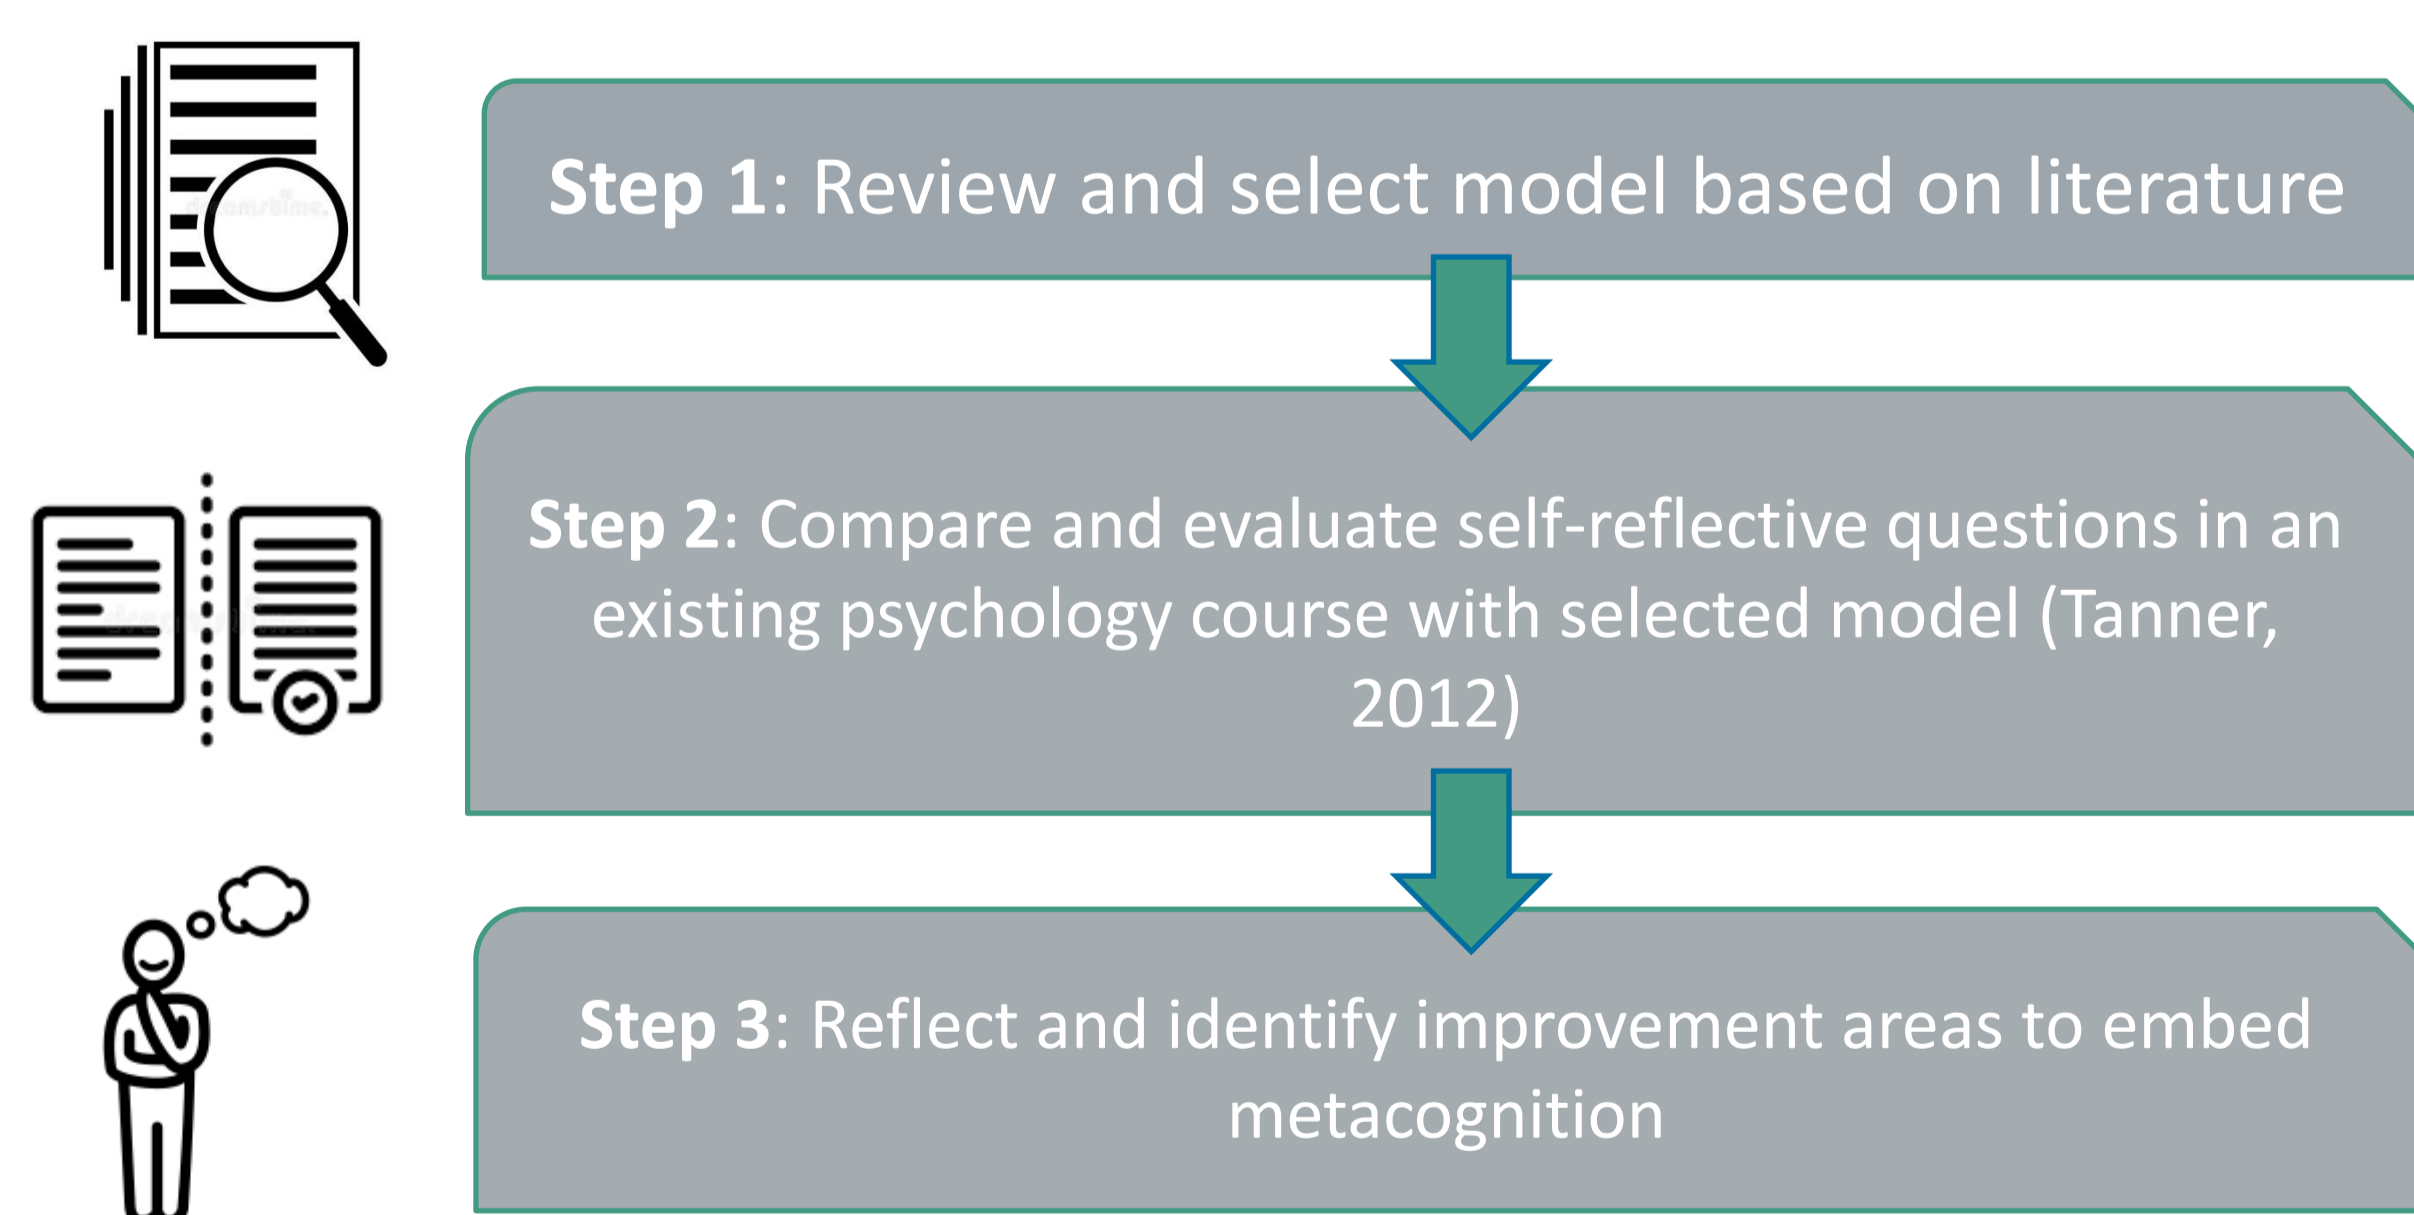 Step 1: Review and select model based on literature
Step 2: Compare and evaluate self-reflective questions in an
existing psychology course with selected model (Tanner,
2012)
Step 3: Reflect and identify improvement areas to embed
metacognition